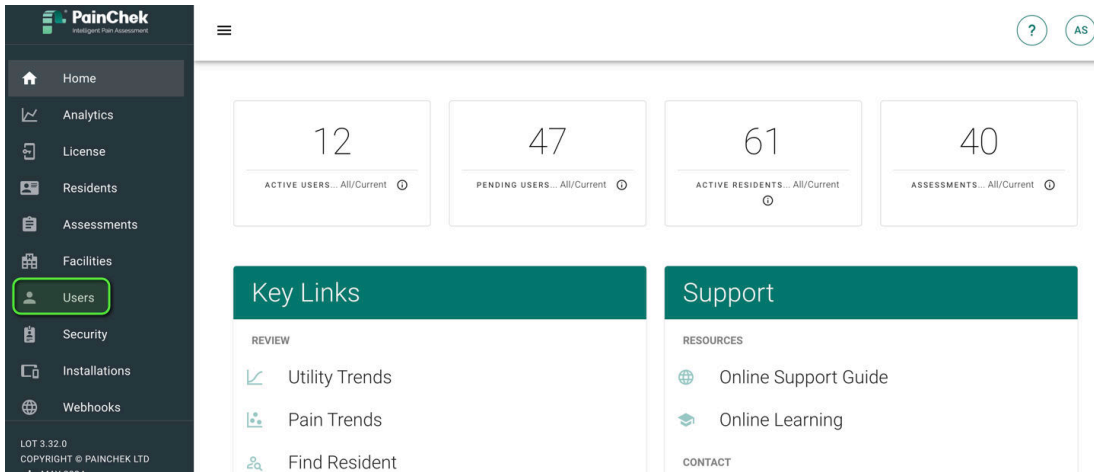 PainChek
Intelligent Pain Assessment
Home
Analytics
License
Residents
Assessments
Facilities
Users
Security
Installations
Webhooks
LOT 3.32.0
COPYRIGHT © PAINCHEK LTD
?
AS
12
ACTIVE USERS... All/Current
47
PENDING USERS... All/Current
61
ACTIVE RESIDENTS... All/Current
40
ASSESSMENTS... All/Current
Key Links
REVIEW
Utility Trends
Pain Trends
Find Resident
Support
RESOURCES
Online Support Guide
Online Learning
CONTACT